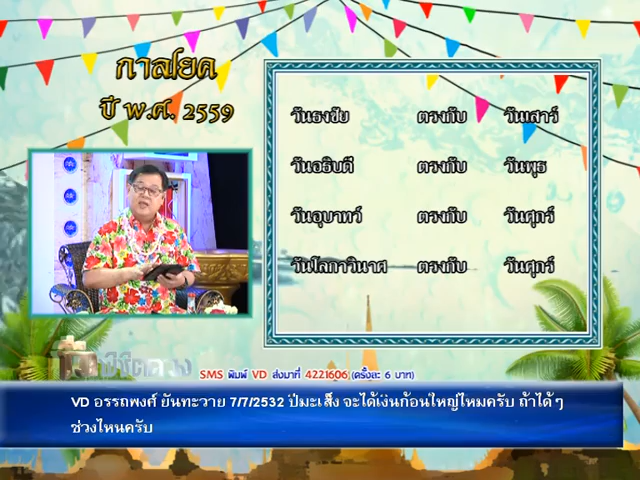 กาลโยค
ปี พ.ศ. 2559
วันธงชัย ตรงกับ วันเสาร์
วันอธิบดี ตรงกับ วันพุธ
วันอุบาทว์ ตรงกับ วันศุกร์
วันโลกาวินาศ ตรงกับ วันศุกร์
SMS พิมพ์ VD ส่งมาที่ 4221606 (ครั้งละ 6 บาท)
VD อรรถพงศ์ ยันทะวาย 7/7/2532 ปีมะเส็ง จะได้เงินก้อนใหญ่ไหมครับ ถ้าได้ ๆ
ช่วงไหนครับ